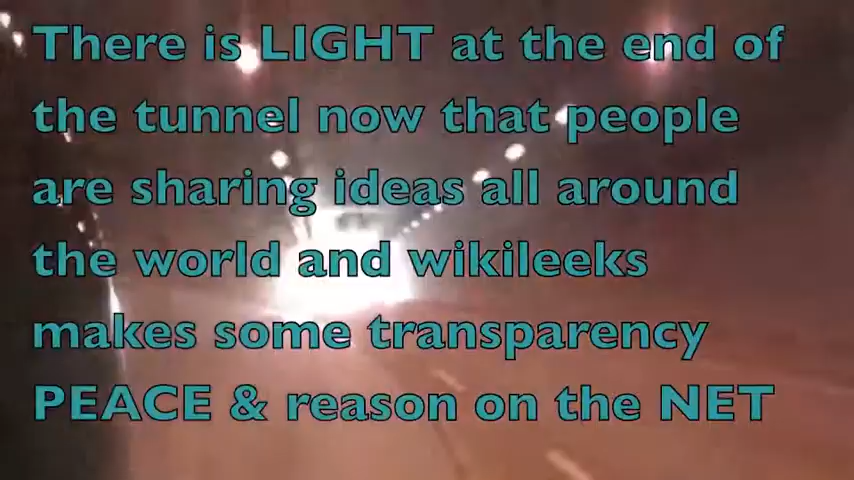 There is LIGHT at the end of
the tunnel now that people
are sharing ideas all around
the world and wikileeks
makes some transparency
PEACE & reason on the NET